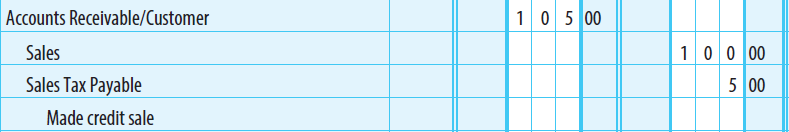 Accounts Receivable/Customer 1 0 5 00
Sales 1 0 0 00
Sales Tax Payable 5 00
Made credit sale